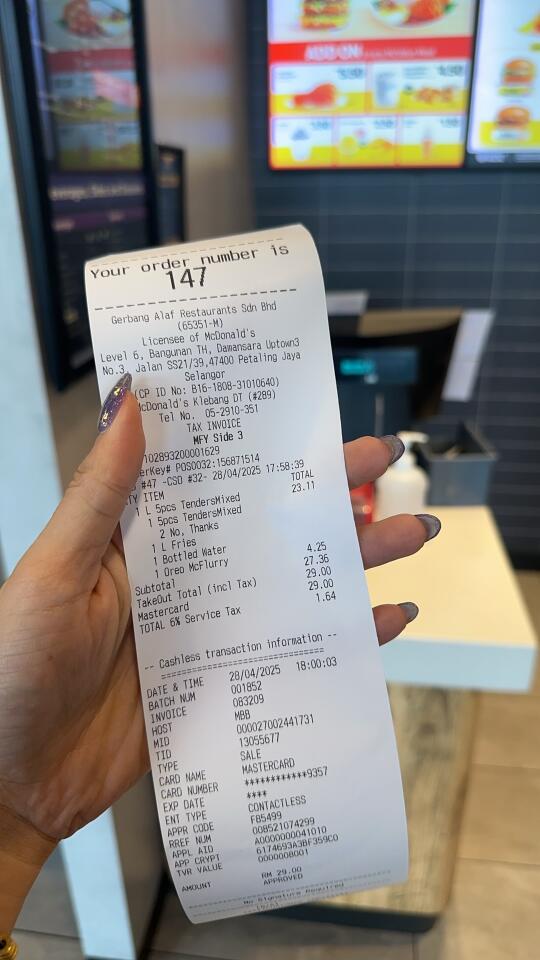 ADD ON
Your order number is
147
Gerbang Alaf Restaurants Sdn Bhd
(65351-M)
Licensee of McDonald's
Level 6, Bangunan TH, Damansara Uptown3
No.3, Jalan SS21/39,47400 Petaling Jaya
Selangor
(CP ID No: B16-1808-31010640)
McDonald's Klebang DT (#289)
Tel No. 05-2910-351
TAX INVOICE
MFY Side 3
102893200001629
erKey# POS0032:156871514
#47 -CSD #32- 28/04/2025 17:58:39
TY ITEM TOTAL
1 L 5pcs TendersMixed 23.11
1 5pcs TendersMixed
2 No, Thanks
1 L Fries
1 Bottled Water
1 Oreo McFlurry 4.25
Subtotal 27.36
TakeOut Total (incl Tax) 29.00
Mastercard 29.00
TOTAL 6% Service Tax 1.64
-- Cashless transaction information --
==============================
DATE & TIME 28/04/2025 18:00:03
BATCH NUM 001852
INVOICE 083209
HOST MBB
MID 000027002441731
TID 13055677
TYPE SALE
CARD NAME MASTERCARD
CARD NUMBER ************9357
EXP DATE ****
ENT TYPE CONTACTLESS
APPR CODE FB5499
RREF NUM 008521074299
APPL AID A0000000041010
APP CRYPT 6174693A3BF359C0
TVR VALUE 0000008001
AMOUNT RM 29.00
APPROVED
No Signature Required